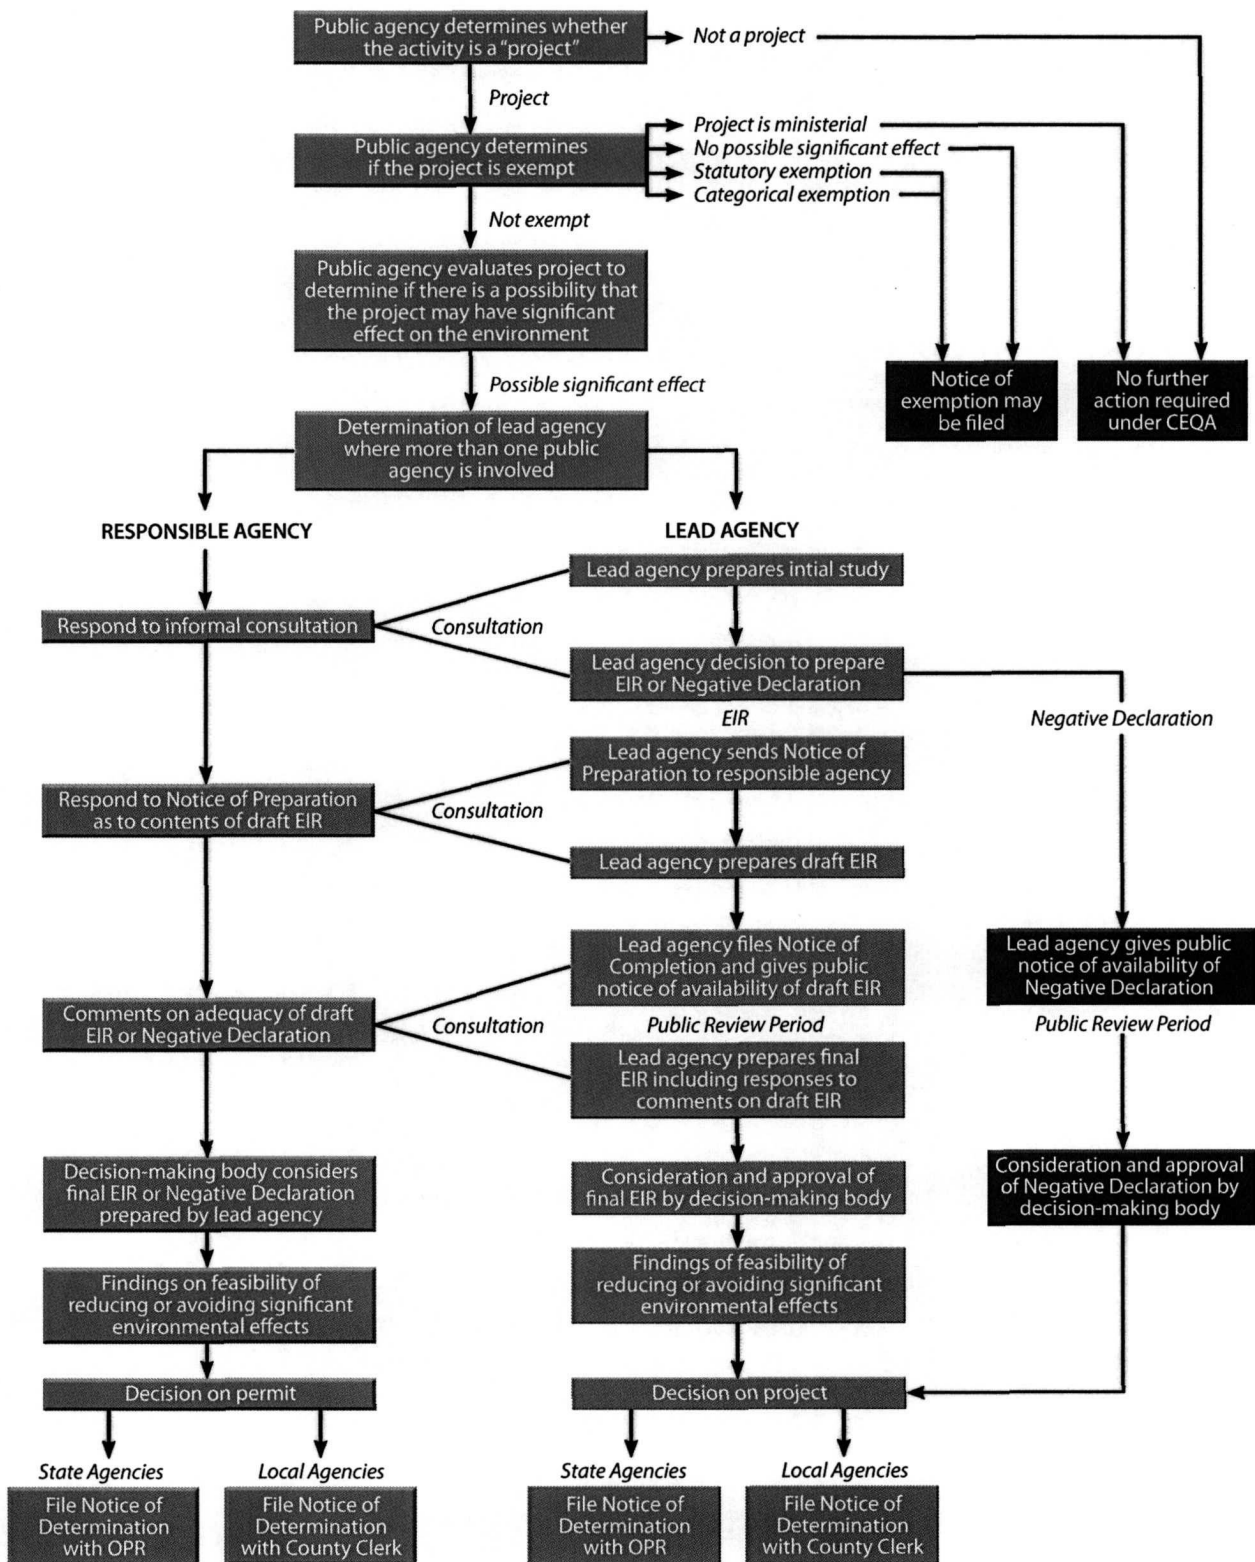 Public agency determines whether
the activity is a "project"
Not a project
Project
Public agency determines
if the project is exempt
Project is ministerial
No possible significant effect
Statutory exemption
Categorical exemption
Not exempt
Public agency evaluates project to
determine if there is a possibility that
the project may have significant
effect on the environment
Notice of
exemption may
be filed
No further
action required
under CEQA
Possible significant effect
Determination of lead agency
where more than one public
agency is involved
RESPONSIBLE AGENCY
LEAD AGENCY
Lead agency prepares intial study
Respond to informal consultation
Consultation
Lead agency decision to prepare
EIR or Negative Declaration
EIR
Negative Declaration
Lead agency sends Notice of
Preparation to responsible agency
Respond to Notice of Preparation
as to contents of draft EIR
Consultation
Lead agency prepares draft EIR
Lead agency files Notice of
Completion and gives public
notice of availability of draft EIR
Lead agency gives public
notice of availability of
Negative Declaration
Comments on adequacy of draft
EIR or Negative Declaration
Consultation
Public Review Period
Public Review Period
Lead agency prepares final
EIR including responses to
comments on draft EIR
Decision-making body considers
final EIR or Negative Declaration
prepared by lead agency
Consideration and approval of
final EIR by decision-making body
Consideration and approval
of Negative Declaration by
decision-making body
Findings on feasibility of
reducing or avoiding significant
environmental effects
Findings of feasibility of
reducing or avoiding significant
environmental effects
Decision on permit
Decision on project
State Agencies
Local Agencies
State Agencies
Local Agencies
File Notice of
Determination
with OPR
File Notice of
Determination
with County Clerk
File Notice of
Determination
with OPR
File Notice of
Determination
with County Clerk